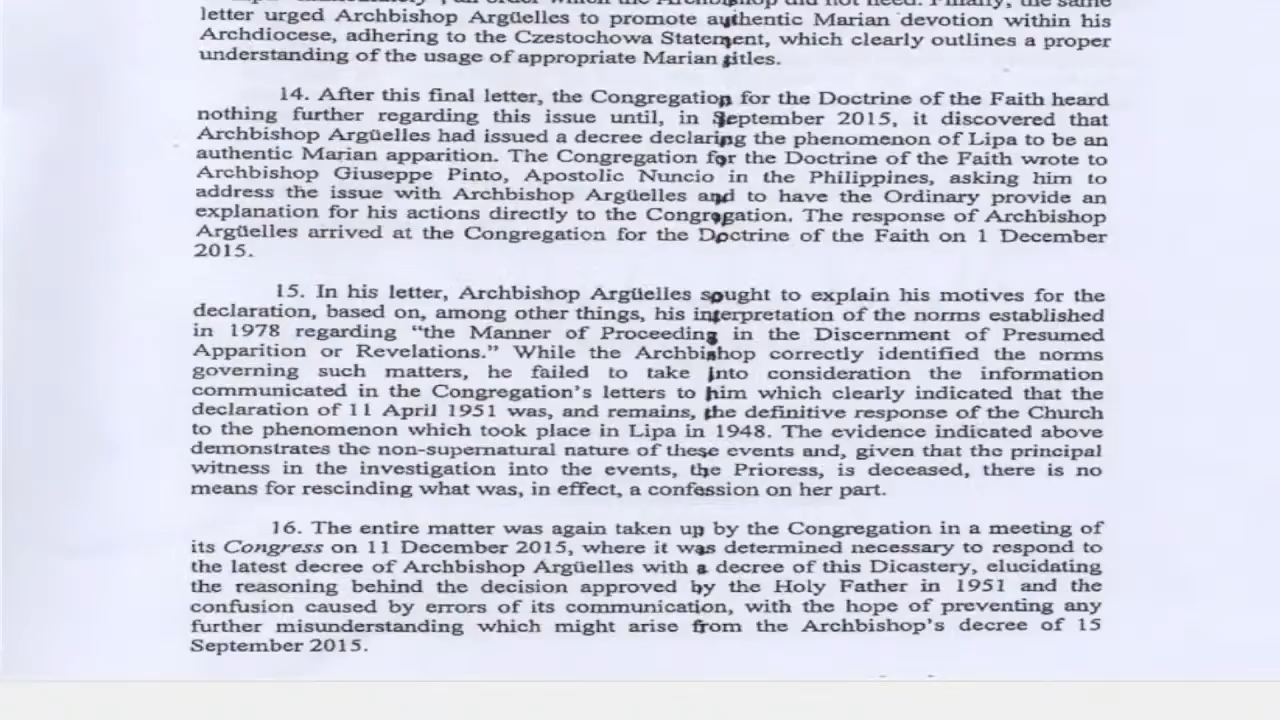 letter urged Archbishop Argüelles to promote authentic Marian devotion within his
Archdiocese, adhering to the Czestochowa Statement, which clearly outlines a proper
understanding of the usage of appropriate Marian titles.
14. After this final letter, the Congregation for the Doctrine of the Faith heard
nothing further regarding this issue until, in September 2015, it discovered that
Archbishop Argüelles had issued a decree declaring the phenomenon of Lipa to be an
authentic Marian apparition. The Congregation for the Doctrine of the Faith wrote to
Archbishop Giuseppe Pinto, Apostolic Nuncio in the Philippines, asking him to
address the issue with Archbishop Argüelles and to have the Ordinary provide an
explanation for his actions directly to the Congregation. The response of Archbishop
Argüelles arrived at the Congregation for the Doctrine of the Faith on 1 December
2015.
15. In his letter, Archbishop Argüelles sought to explain his motives for the
declaration, based on, among other things, his interpretation of the norms established
in 1978 regarding “the Manner of Proceeding in the Discernment of Presumed
Apparition or Revelations.” While the Archbishop correctly identified the norms
governing such matters, he failed to take into consideration the information
communicated in the Congregation’s letters to him which clearly indicated that the
declaration of 11 April 1951 was, and remains, the definitive response of the Church
to the phenomenon which took place in Lipa in 1948. The evidence indicated above
demonstrates the non-supernatural nature of these events and, given that the principal
witness in the investigation into the events, the Prioress, is deceased, there is no
means for rescinding what was, in effect, a confession on her part.
16. The entire matter was again taken up by the Congregation in a meeting of
its Congress on 11 December 2015, where it was determined necessary to respond to
the latest decree of Archbishop Argüelles with a decree of this Dicastery, elucidating
the reasoning behind the decision approved by the Holy Father in 1951 and the
confusion caused by errors of its communication, with the hope of preventing any
further misunderstanding which might arise from the Archbishop’s decree of 15
September 2015.